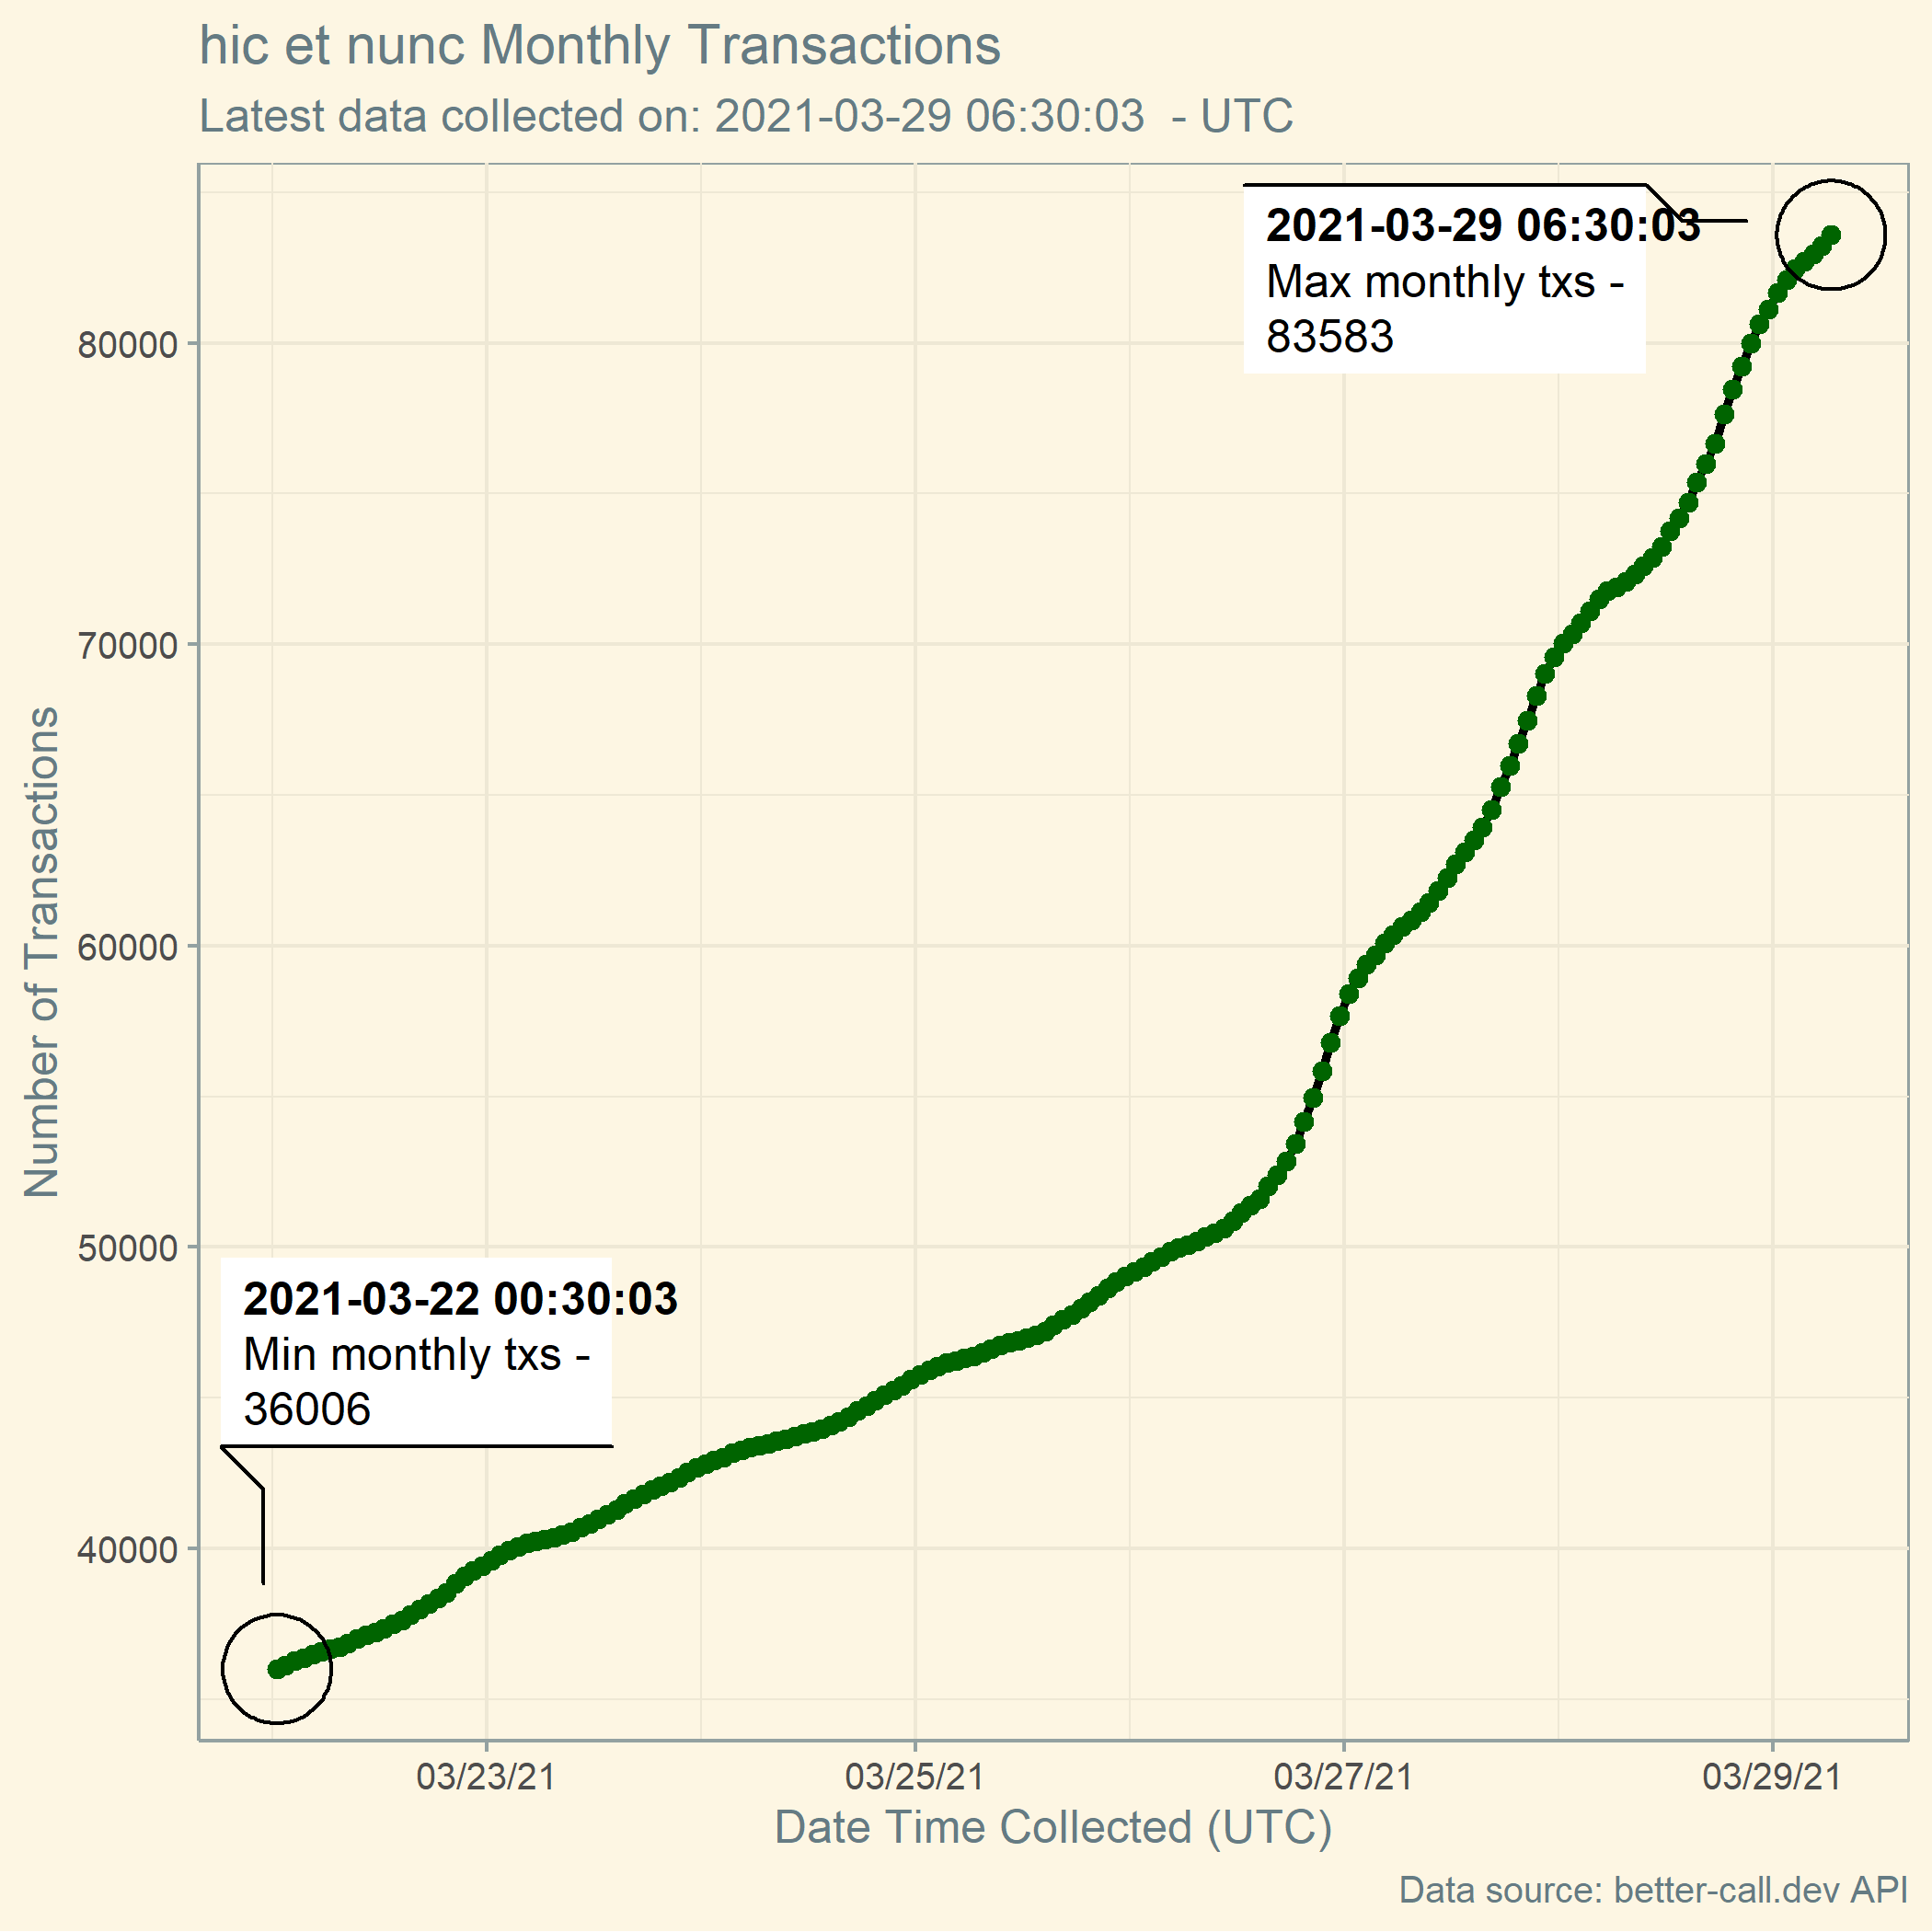 hic et nunc Monthly Transactions
Latest data collected on: 2021-03-29 06:30:03  - UTC
2021-03-29 06:30:03
Max monthly txs -
83583
80000
70000
60000
50000
40000
Number of Transactions
2021-03-22 00:30:03
Min monthly txs -
36006
03/23/21 03/25/21 03/27/21 03/29/21
Date Time Collected (UTC)
Data source: better-call.dev API